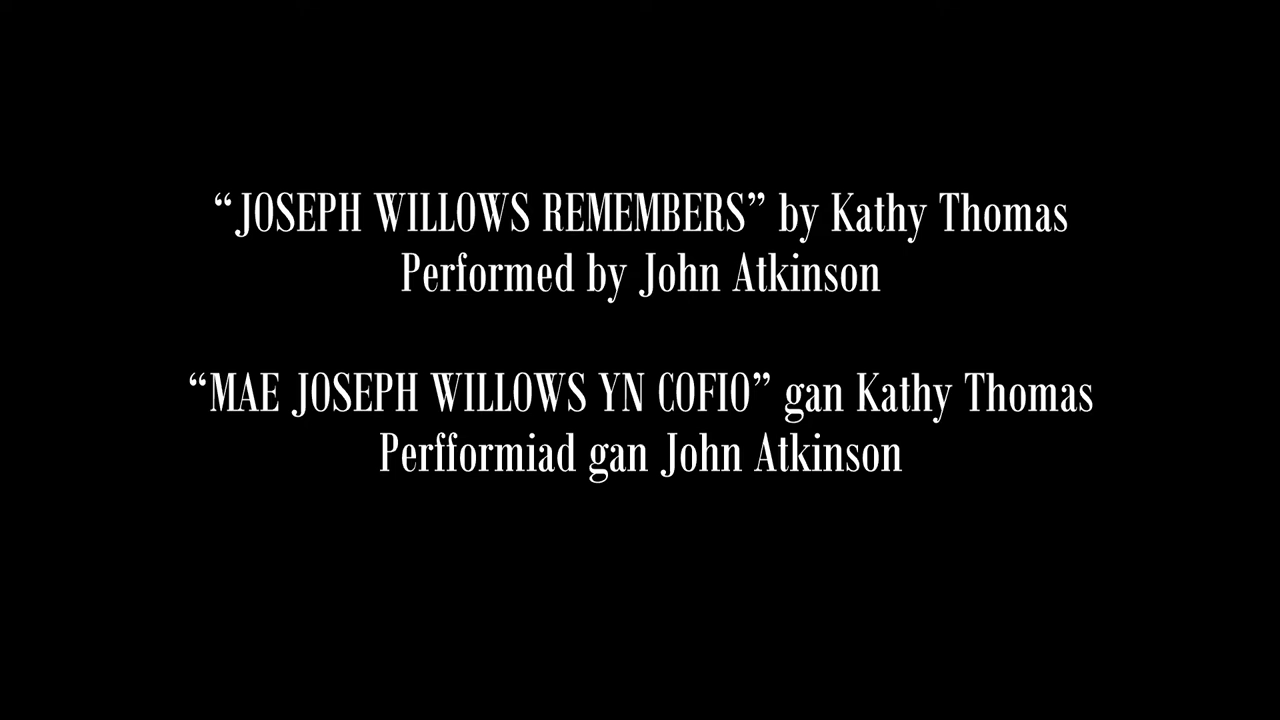 “JOSEPH WILLOWS REMEMBERS” by Kathy Thomas
Performed by John Atkinson
“MAE JOSEPH WILLOWS YN COFIO” gan Kathy Thomas
Perfformiad gan John Atkinson